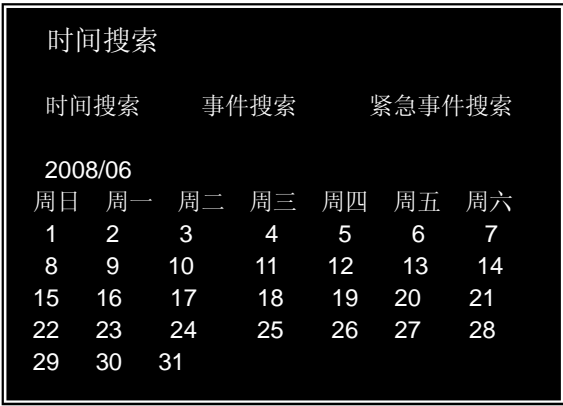 时间搜索
时间搜索 事件搜索 紧急事件搜索
2008/06
周日 周一 周二 周三 周四 周五 周六
1 2 3 4 5 6 7
8 9 10 11 12 13 14
15 16 17 18 19 20 21
22 23 24 25 26 27 28
29 30 31